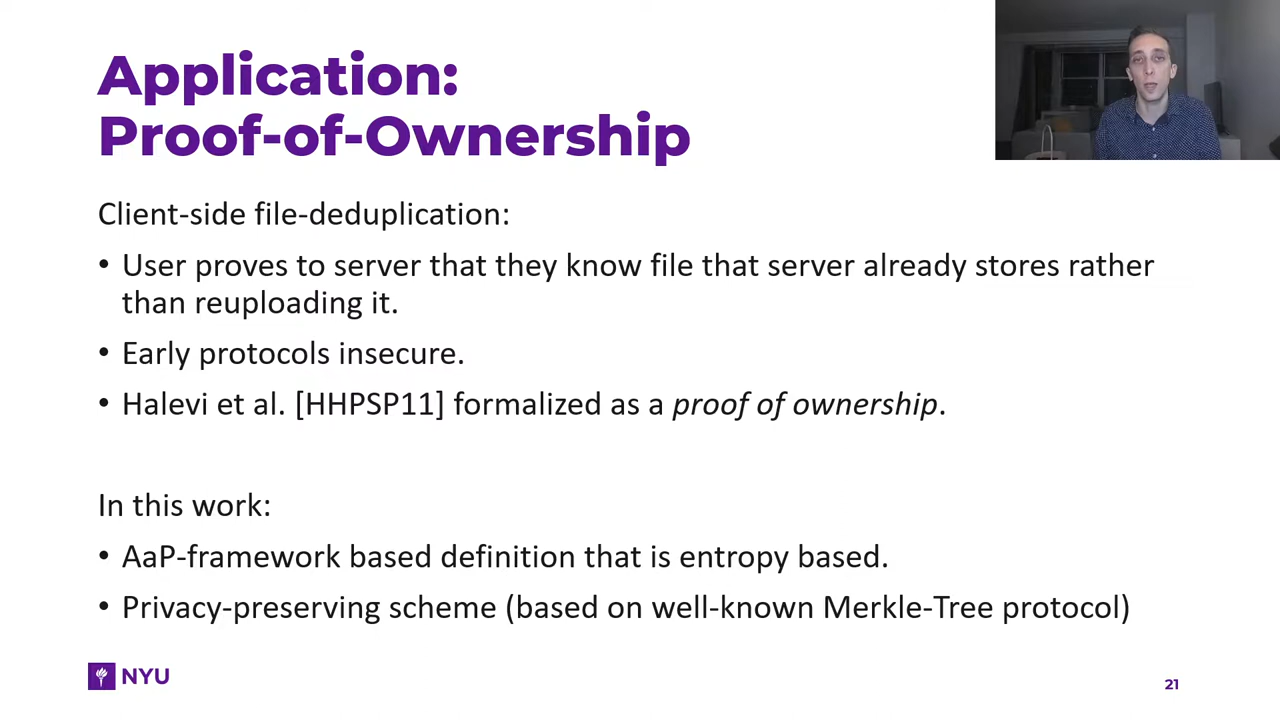 Application:
Proof-of-Ownership
Client-side file-deduplication:
• User proves to server that they know file that server already stores rather
than reuploading it.
• Early protocols insecure.
• Halevi et al. [HHPSP11] formalized as a proof of ownership.
In this work:
• AaP-framework based definition that is entropy based.
• Privacy-preserving scheme (based on well-known Merkle-Tree protocol)
NYU
21